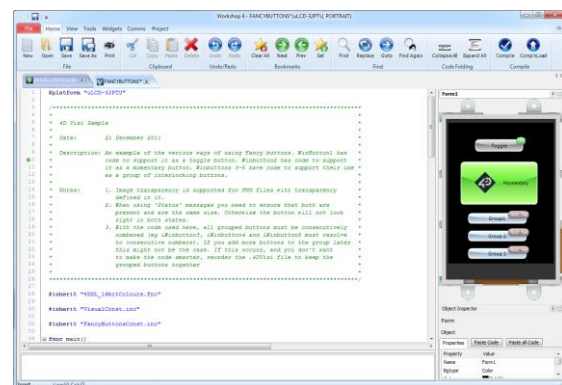 Workshop 4 - FANCYBUTTONS*(uLCD-32PTU, PORTRAIT)
File Home View Tools Widgets Comms Project
New Open Save Save As Print Cut Copy Paste Delete Undo Redo Clear All Next Prev Set Find Replace Goto Find Again Collapse All Expand All Compile Comp'nLoad
File Clipboard Undo/Redo Bookmarks Find Code Folding Compile
FANCYBUTTONS*
#platform "uLCD-32PTU"
4D Visi Sample
Date: 2: December 2011
Description: An example of the various ways of using Fancy buttons. WinButton1 has
code to support it as a toggle button. Winbutton2 has code to support
it as a momentary button. Winbuttons 3-5 have code to support their use
as a group of interlocking buttons.
Notes: 1. Image transparency is supported for PNG files with transparency
defined in it.
2. When using "Status" messages you need to ensure that both are
present and are the same size. Otherwise the button will not look
right in both states.
3. With the code used here, all grouped buttons must be consecutively
numbered (eg iWinbutton3, iWinbutton4 and iWinbutton5 must resolve
to consecutive numbers). If you add more buttons to the group later
this might not be the case. If this occurs, and you don't want
to make the code smarter, reorder the .4DVisi file to keep the
grouped buttons together
#inherit "4DGL_16bitColours.fnc"
#inherit "VisualConst.inc"
#inherit "FancyButtonsConst.inc"
func main()
Form1
Toggle
4D Momentary
Group
Group 2
Group 3
Object Inspector
Form
Object
Properties Paste Code Paste all Code
Property Value
Name Form1
Bgtype Color
Insert